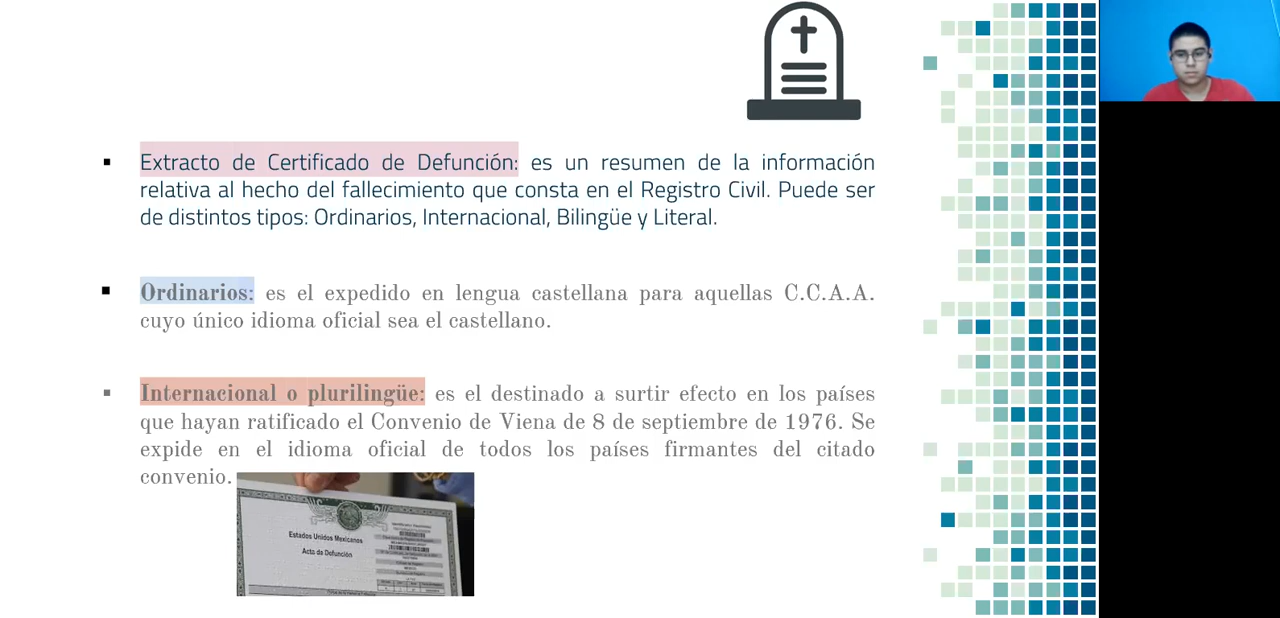 Extracto de Certificado de Defunción: es un resumen de la información
relativa al hecho del fallecimiento que consta en el Registro Civil. Puede ser
de distintos tipos: Ordinarios, Internacional, Bilingüe y Literal.
Ordinarios: es el expedido en lengua castellana para aquellas C.C.A.A.
cuyo único idioma oficial sea el castellano.
Internacional o plurilingüe: es el destinado a surtir efecto en los países
que hayan ratificado el Convenio de Viena de 8 de septiembre de 1976. Se
expide en el idioma oficial de todos los países firmantes del citado
convenio.
Estados Unidos Mexicanos
Acta de Defunción